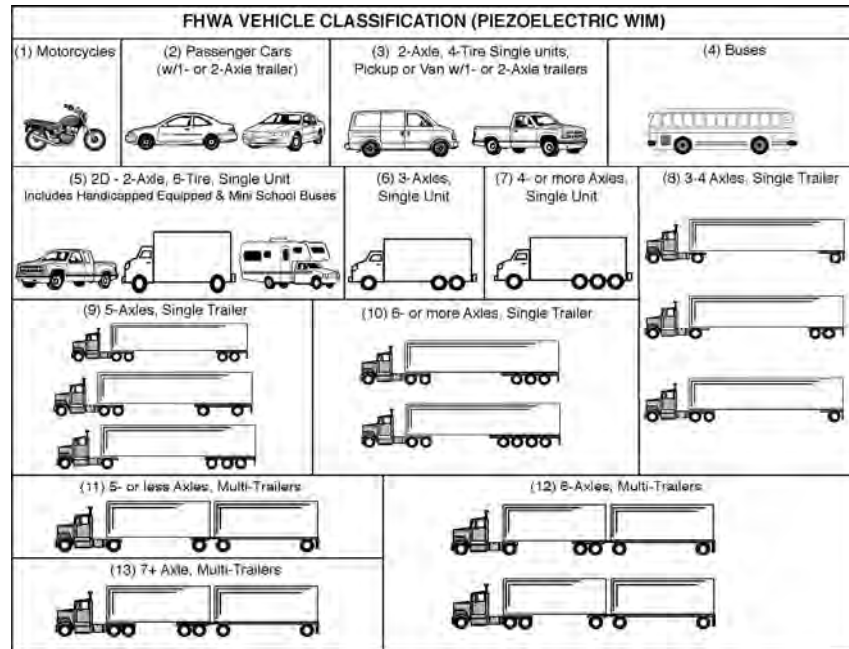 FHWA VEHICLE CLASSIFICATION (PIEZOELECTRIC WIM)
(1) Motorcycles
(2) Passenger Cars
(w/1- or 2-Axle trailer)
(3) 2-Axle, 4-Tire Single units,
Pickup or Van w/1- or 2-Axle trailers
(4) Buses
(5) 2D - 2-Axle, 6-Tire, Single Unit
Includes Handicapped Equipped & Mini School Buses
(6) 3-Axles,
Single Unit
(7) 4- or more Axles,
Single Unit
(8) 3-4 Axles, Single Trailer
(9) 5-Axles, Single Trailer
(10) 6- or more Axles, Single Trailer
(11) 5- or less Axles, Multi-Trailers
(12) 6-Axles, Multi-Trailers
(13) 7+ Axle, Multi-Trailers